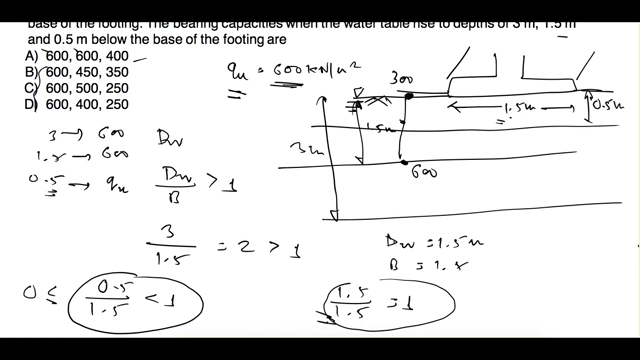 base of the footing. The bearing capacities when the water table rise to depths of 3 m, 1.5 m
and 0.5 m below the base of the footing are
A) 600, 600, 400
B) 600, 450, 350
C) 600, 500, 250
D) 600, 400, 250
qu = 600 kN/m²
300
1.5m
0.5m
1.5m
3m
600
3 → 600 Dw
1.5 → 600
0.5 → qu Dw/B > 1
3/1.5 = 2 > 1
Dw = 1.5m
B = 1.5
0 ≤ 0.5/1.5 < 1
1.5/1.5 = 1